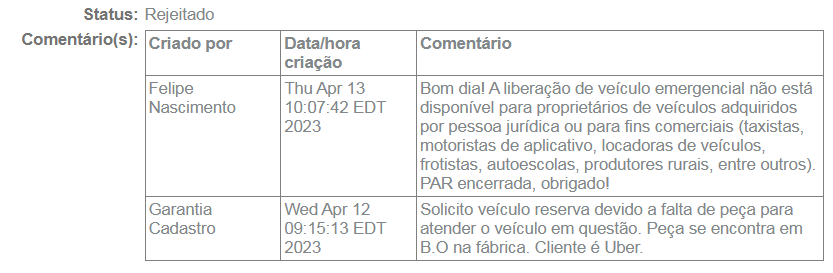 Status: Rejeitado
Comentário(s):
Criado por
Data/hora
criação
Comentário
Felipe
Nascimento
Thu Apr 13
10:07:42 EDT
2023
Bom dia! A liberação de veículo emergencial não está
disponível para proprietários de veículos adquiridos
por pessoa jurídica ou para fins comerciais (taxistas,
motoristas de aplicativo, locadoras de veículos,
frotistas, autoescolas, produtores rurais, entre outros).
PAR encerrada, obrigado!
Garantia
Cadastro
Wed Apr 12
09:15:13 EDT
2023
Solicito veículo reserva devido a falta de peça para
atender o veículo em questão. Peça se encontra em
B.O na fábrica. Cliente é Uber.